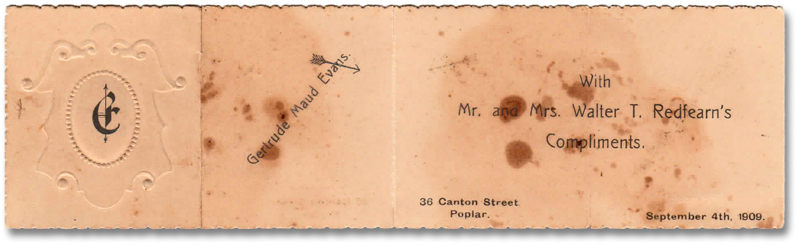 E
Gertrude Maud Evans.
With
Mr. and Mrs. Walter T. Redfearn's
Compliments.
36 Canton Street
Poplar.
September 4th, 1909.